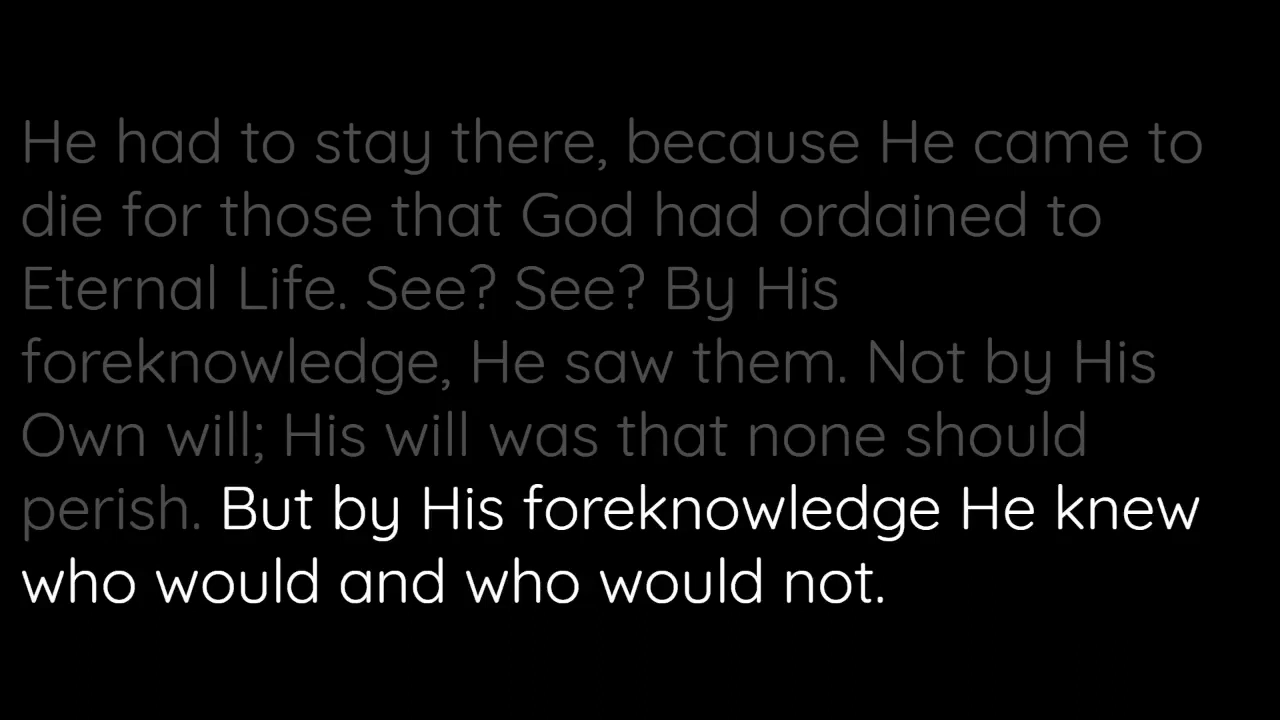 He had to stay there, because He came to
die for those that God had ordained to
Eternal Life. See? See? By His
foreknowledge, He saw them. Not by His
Own will; His will was that none should
perish. But by His foreknowledge He knew
who would and who would not.